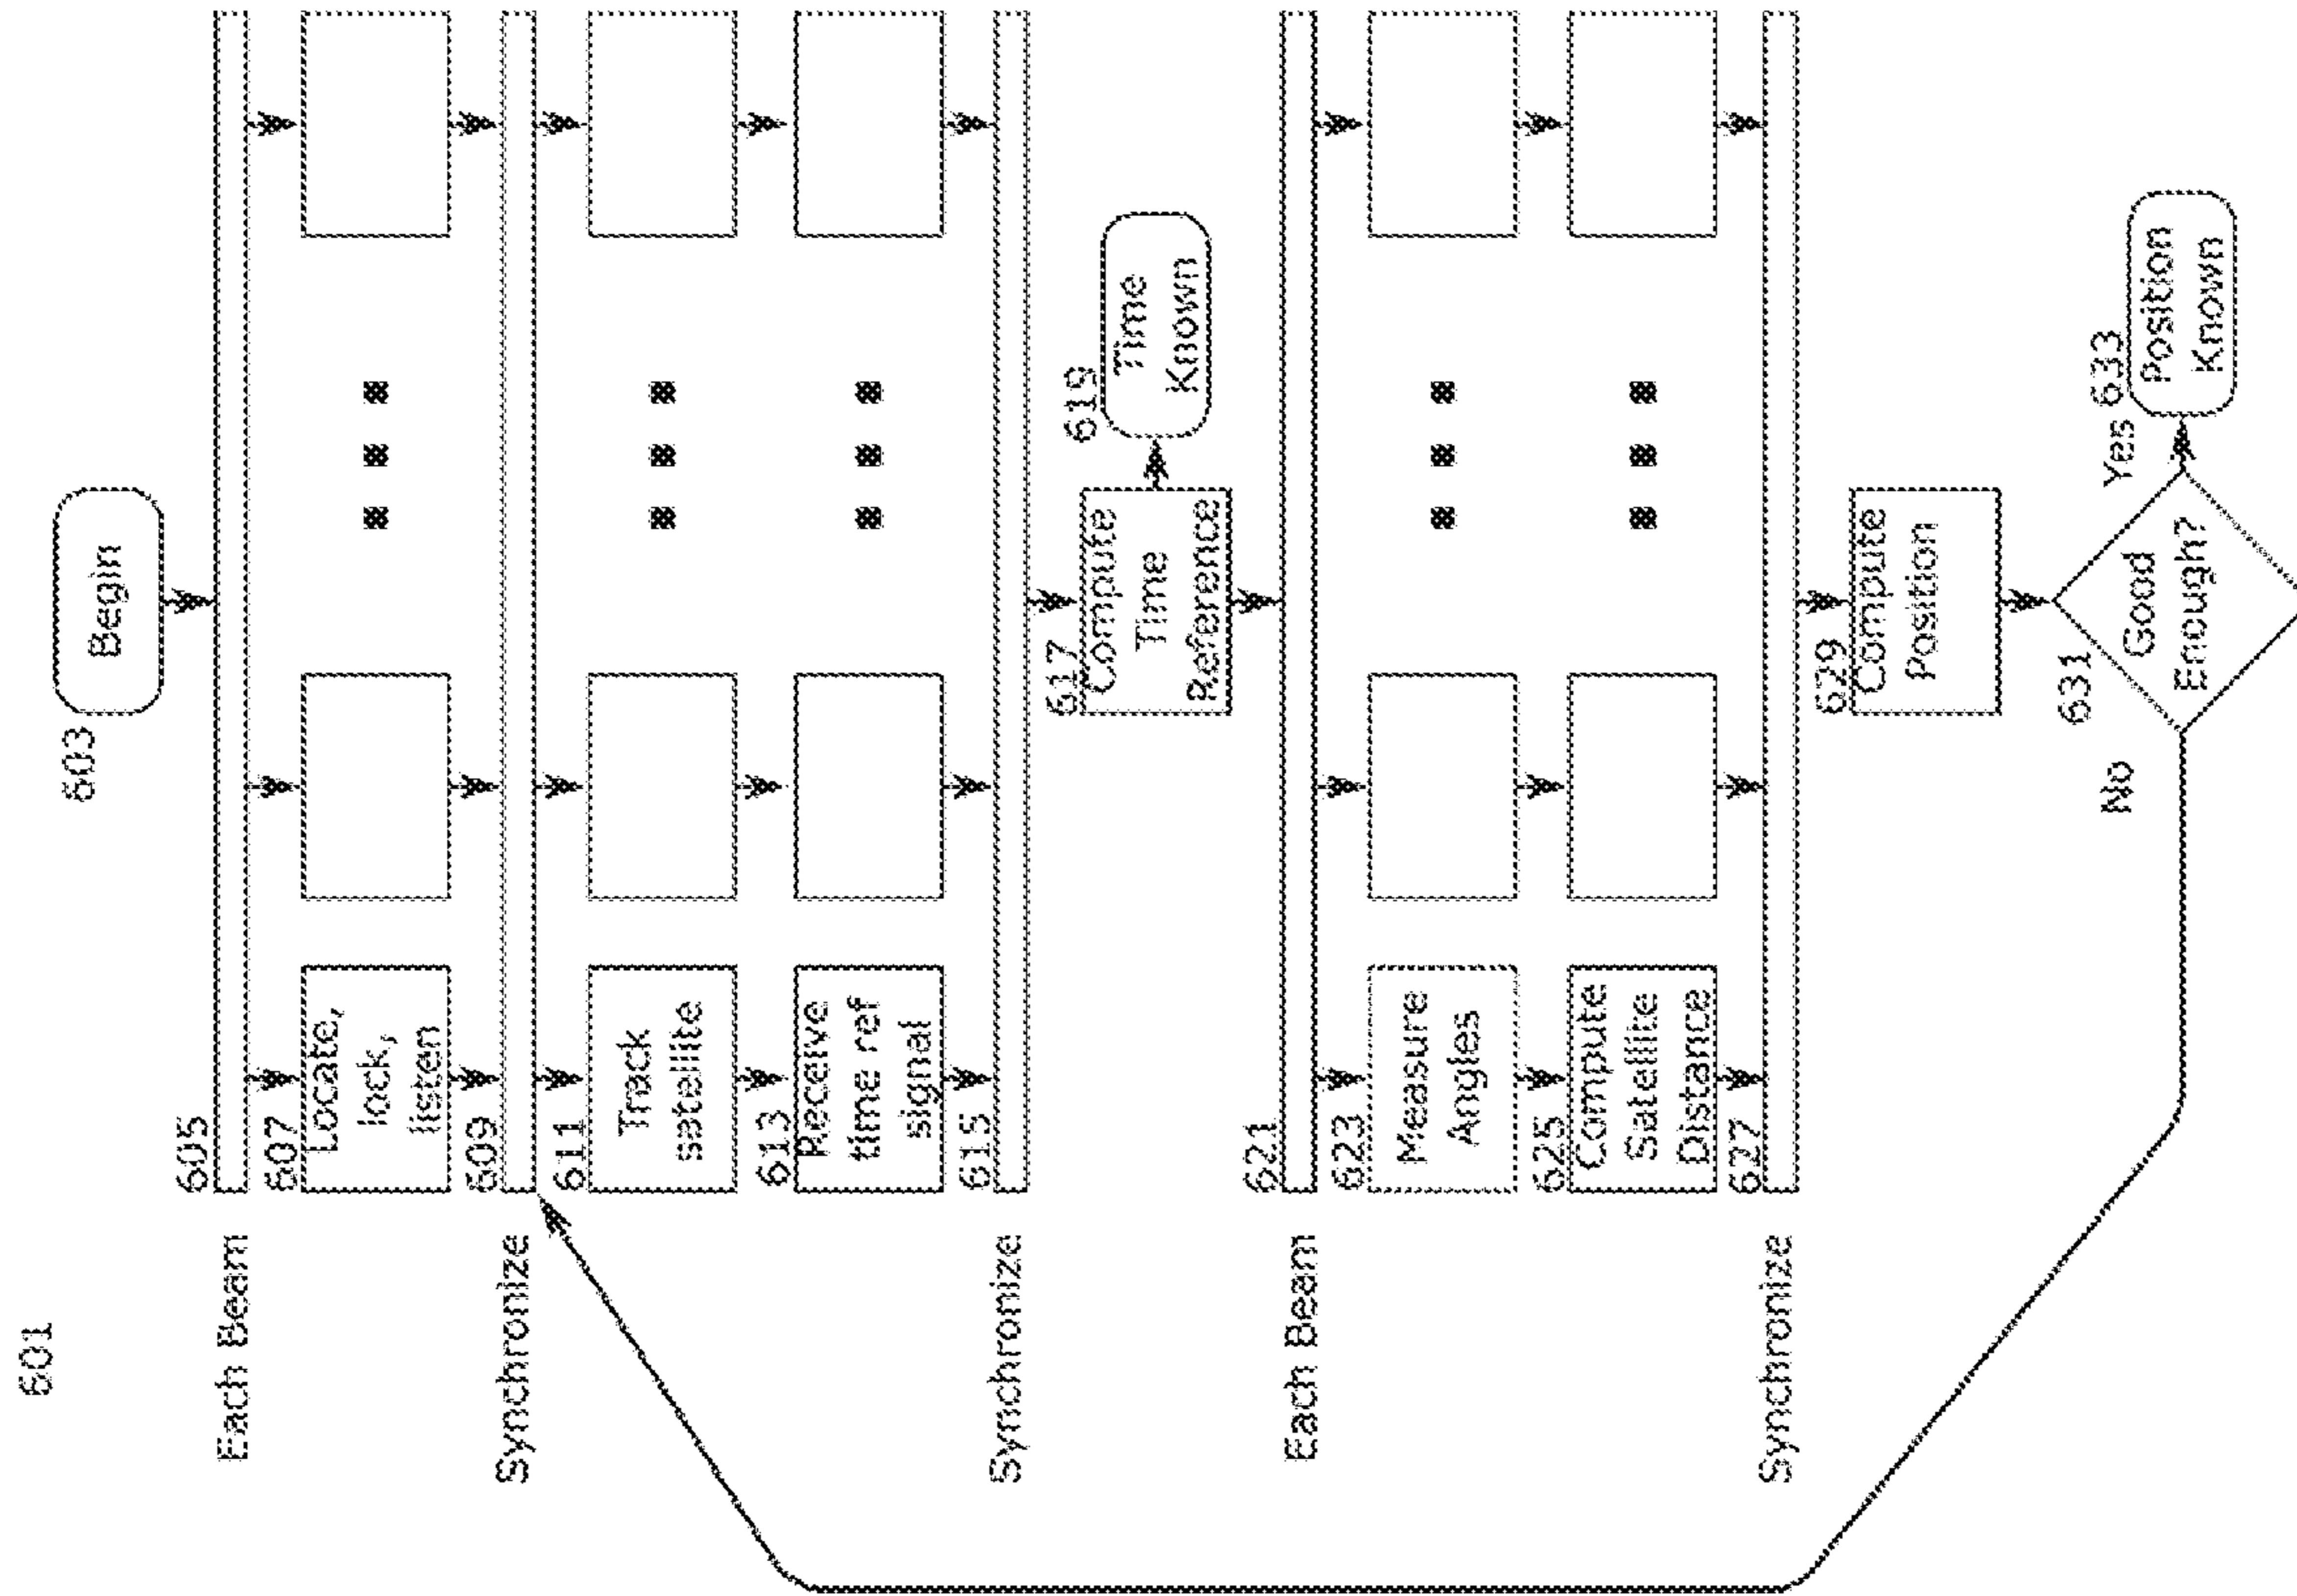 601
603
Begin
605
Each Beam
607
Locate,
lock,
listen
609
Synchronize
611
Track
satellite
613
Receive
time ref
signal
615
Synchronize
617
Compute
Time
Reference
619
Time
Known
621
Each Beam
623
Measure
Angles
625
Compute
Satellite
Distance
627
Synchronize
629
Compute
Position
631
Good
Enough?
No
Yes
633
Position
Known